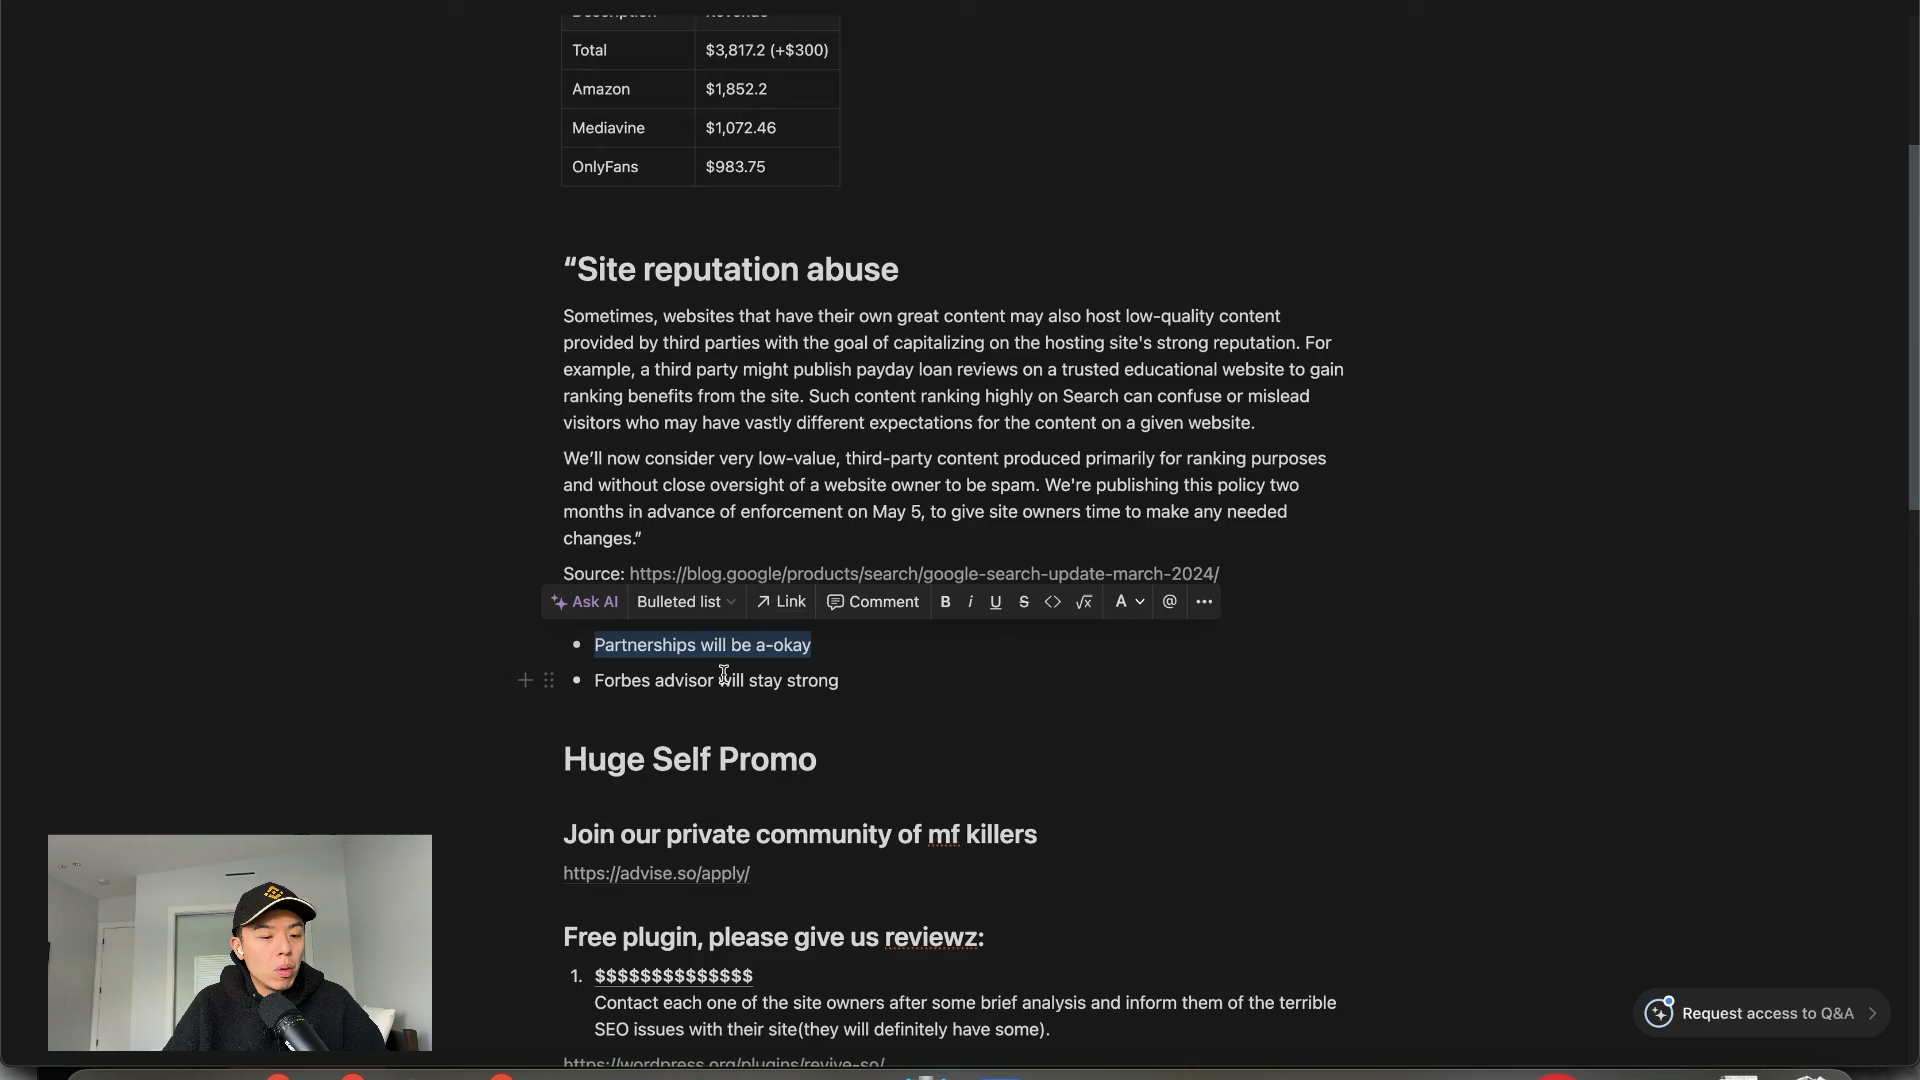 Description Revenue
Total $3,817.2 (+$300)
Amazon $1,852.2
Mediavine $1,072.46
OnlyFans $983.75
“Site reputation abuse
Sometimes, websites that have their own great content may also host low-quality content
provided by third parties with the goal of capitalizing on the hosting site's strong reputation. For
example, a third party might publish payday loan reviews on a trusted educational website to gain
ranking benefits from the site. Such content ranking highly on Search can confuse or mislead
visitors who may have vastly different expectations for the content on a given website.
We’ll now consider very low-value, third-party content produced primarily for ranking purposes
and without close oversight of a website owner to be spam. We're publishing this policy two
months in advance of enforcement on May 5, to give site owners time to make any needed
changes.”
Source: https://blog.google/products/search/google-search-update-march-2024/
Ask AI Bulleted list Link Comment B i U S <> √x A @ •••
• Partnerships will be a-okay
• Forbes advisor will stay strong
Huge Self Promo
Join our private community of mf killers
https://advise.so/apply/
Free plugin, please give us reviewz:
1. $$$$$$$$$$$$$$
Contact each one of the site owners after some brief analysis and inform them of the terrible
SEO issues with their site(they will definitely have some).
https://wordpress.org/plugins/revive-so/
Request access to Q&A